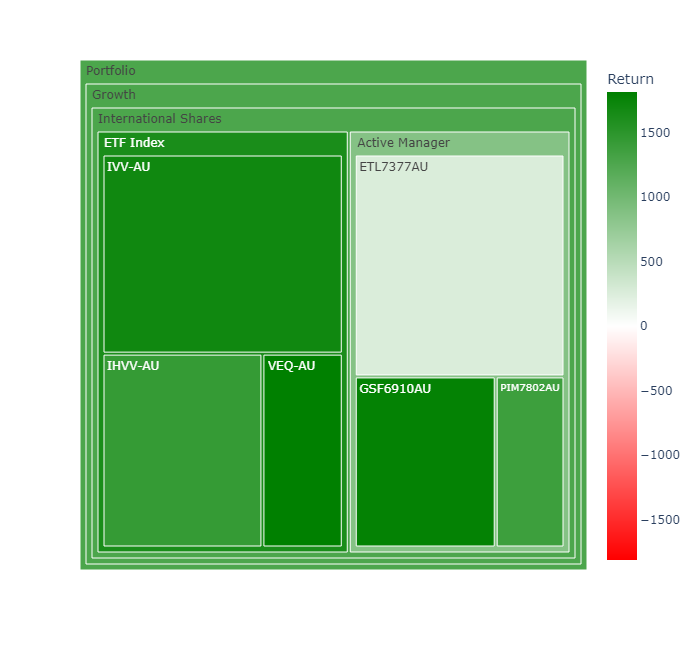 Portfolio
Growth
International Shares
ETF Index
IVV-AU
IHVV-AU
VEQ-AU
Active Manager
ETL7377AU
GSF6910AU
PIM7802AU
Return
1500
1000
500
0
−500
−1000
−1500